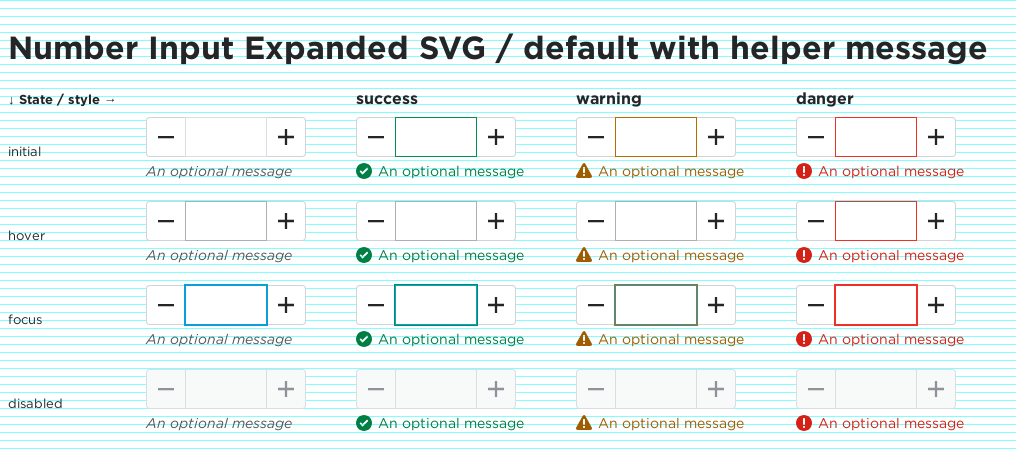 Number Input Expanded SVG / default with helper message
↓ State / style → success warning danger
initial
An optional message An optional message An optional message An optional message
hover
An optional message An optional message An optional message An optional message
focus
An optional message An optional message An optional message An optional message
disabled
An optional message An optional message An optional message An optional message